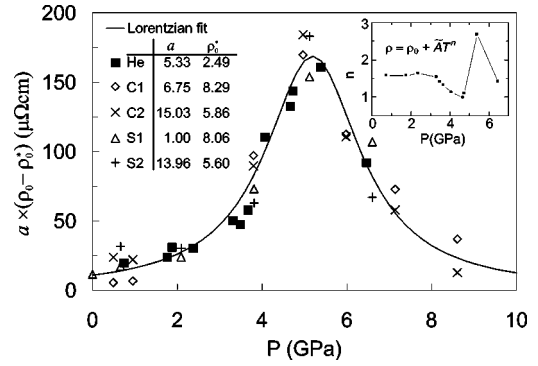 Lorentzian fit
a ρ₀*
He 5.33 2.49
C1 6.75 8.29
C2 15.03 5.86
S1 1.00 8.06
S2 13.96 5.60
a ×(ρ₀– ρ₀*) (μΩcm)
200
150
100
50
0
0 2 4 6 8 10
P (GPa)
ρ = ρ₀ + ÃTⁿ
n
3
2
1
0
0 2 4 6
P(GPa)